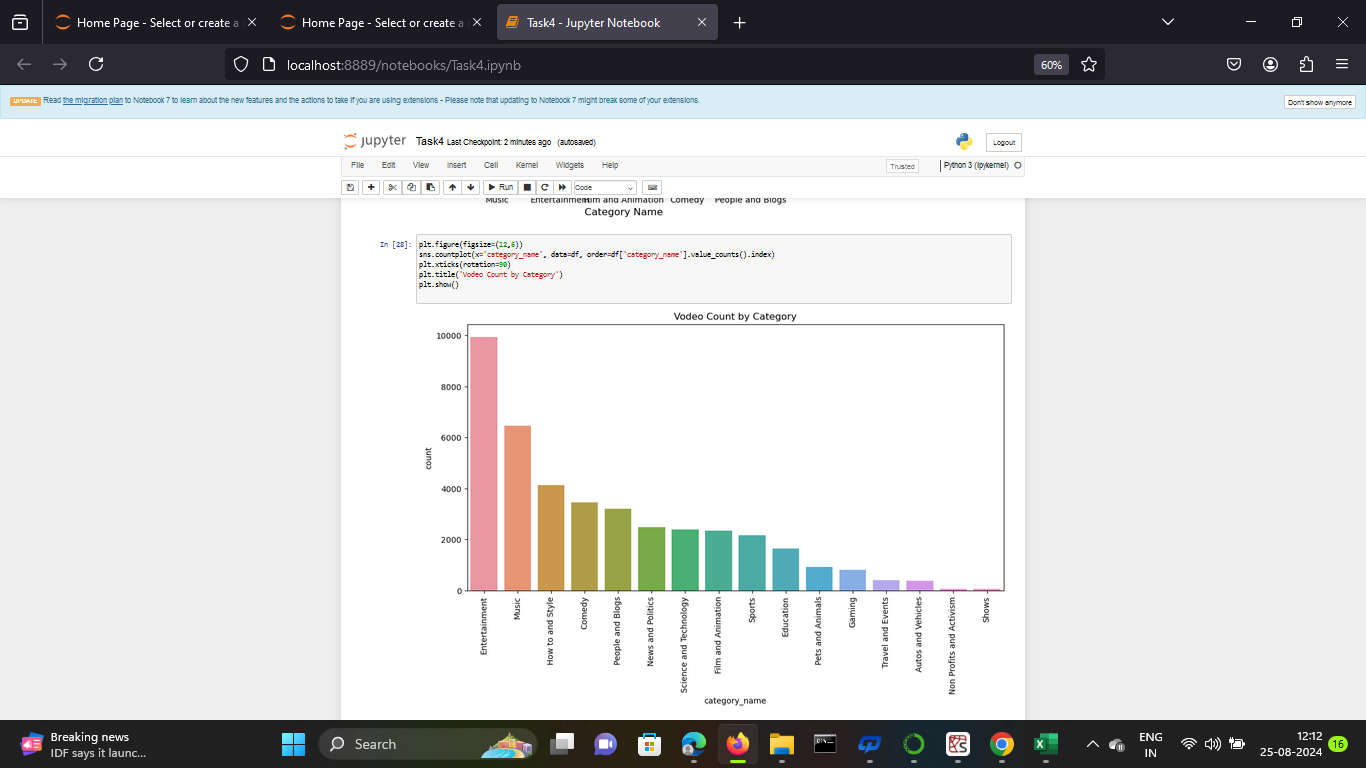 Home Page - Select or create a
Home Page - Select or create a
Task4 - Jupyter Notebook
localhost:8889/notebooks/Task4.ipynb
60%
UPDATE Read the migration plan to Notebook 7 to learn about the new features and the actions to take if you are using extensions - Please note that updating to Notebook 7 might break some of your extensions.
Don't show anymore
jupyter Task4 Last Checkpoint: 2 minutes ago (autosaved)
Logout
File Edit View Insert Cell Kernel Widgets Help
Trusted
Python 3 (ipykernel)
Run
Code
Music Entertainment Film and Animation Comedy People and Blogs
Category Name
In [28]:
plt.figure(figsize=(12,6))
sns.countplot(x='category_name', data=df, order=df['category_name'].value_counts().index)
plt.xticks(rotation=90)
plt.title('Vodeo Count by Category')
plt.show()
Vodeo Count by Category
10000
8000
6000
4000
2000
0
count
Entertainment
Music
How to and Style
Comedy
People and Blogs
News and Politics
Science and Technology
Film and Animation
Sports
Education
Pets and Animals
Gaming
Travel and Events
Autos and Vehicles
Non Profits and Activism
Shows
category_name
Breaking news
IDF says it launc...
Search
ENG
IN
12:12
25-08-2024
16